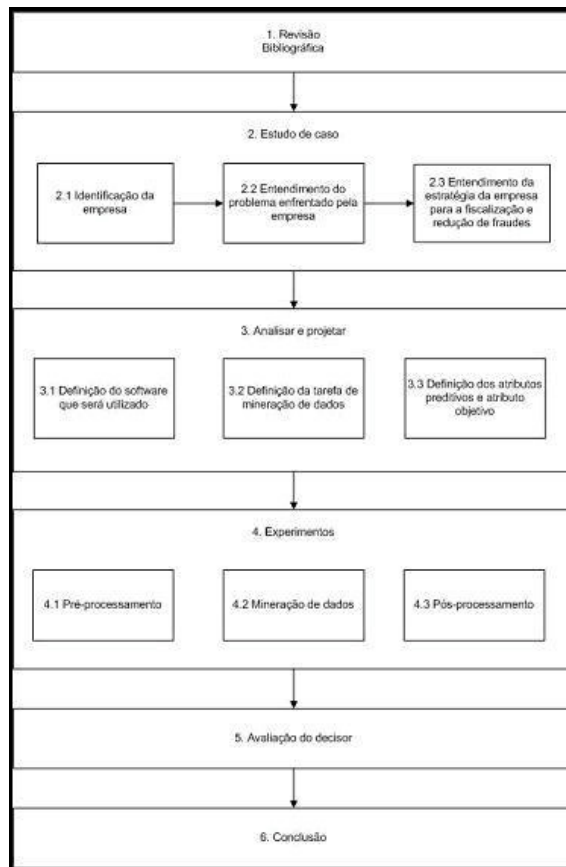 1. Revisão
Bibliográfica
2. Estudo de caso
2.1 Identificação da
empresa
2.2 Entendimento do
problema enfrentado pela
empresa
2.3 Entendimento da
estratégia da empresa
para a fiscalização e
redução de fraudes
3. Analisar e projetar
3.1 Definição do software
que será utilizado
3.2 Definição da tarefa de
mineração de dados
3.3 Definição dos atributos
preditivos e atributo
objetivo
4. Experimentos
4.1 Pré-processamento
4.2 Mineração de dados
4.3 Pós-processamento
5. Avaliação do decisor
6. Conclusão